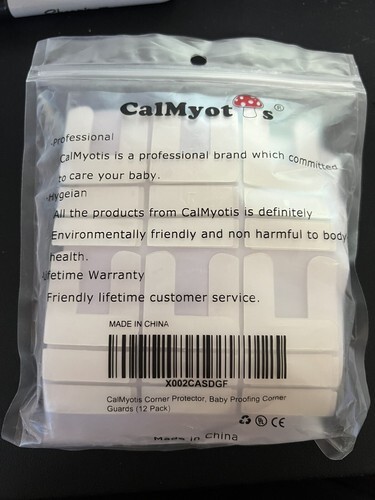 CalMyotis®
-Professional
CalMyotis is a professional brand which committed
to care your baby.
-Hygeian
All the products from CalMyotis is definitely
Environmentally friendly and non harmful to body
health.
Lifetime Warranty
Friendly lifetime customer service.
MADE IN CHINA
X002CASDGF
CalMyotis Corner Protector, Baby Proofing Corner
Guards (12 Pack)
CE
Made in china